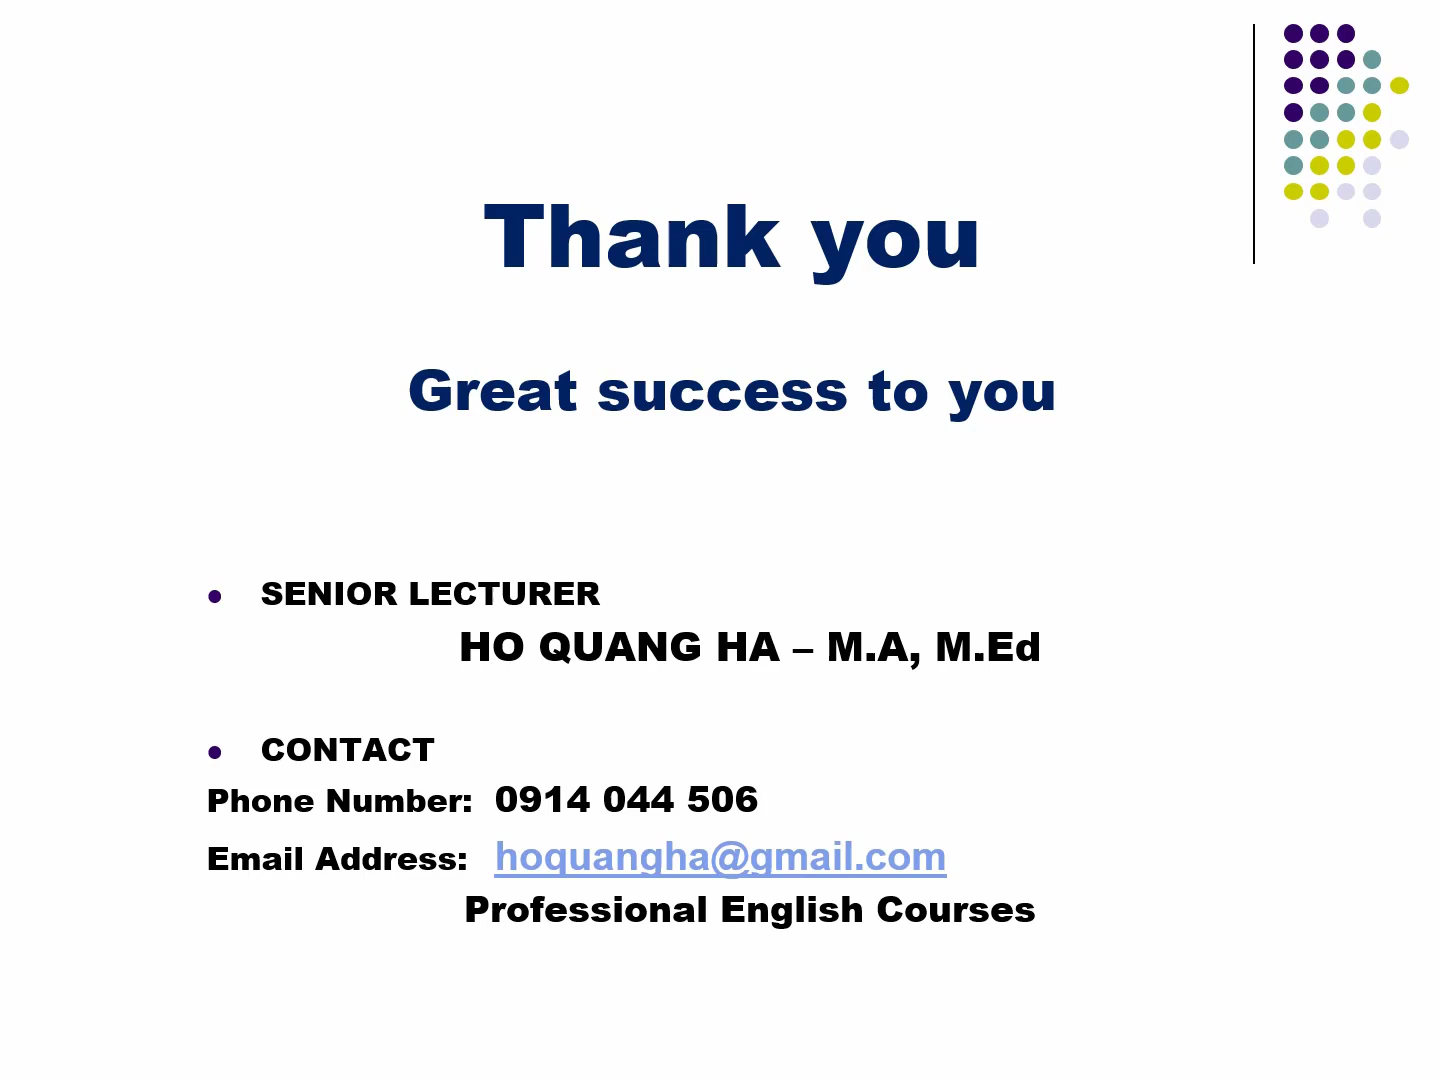 Thank you
Great success to you
● SENIOR LECTURER
HO QUANG HA – M.A, M.Ed
● CONTACT
Phone Number: 0914 044 506
Email Address: hoquangha@gmail.com
Professional English Courses